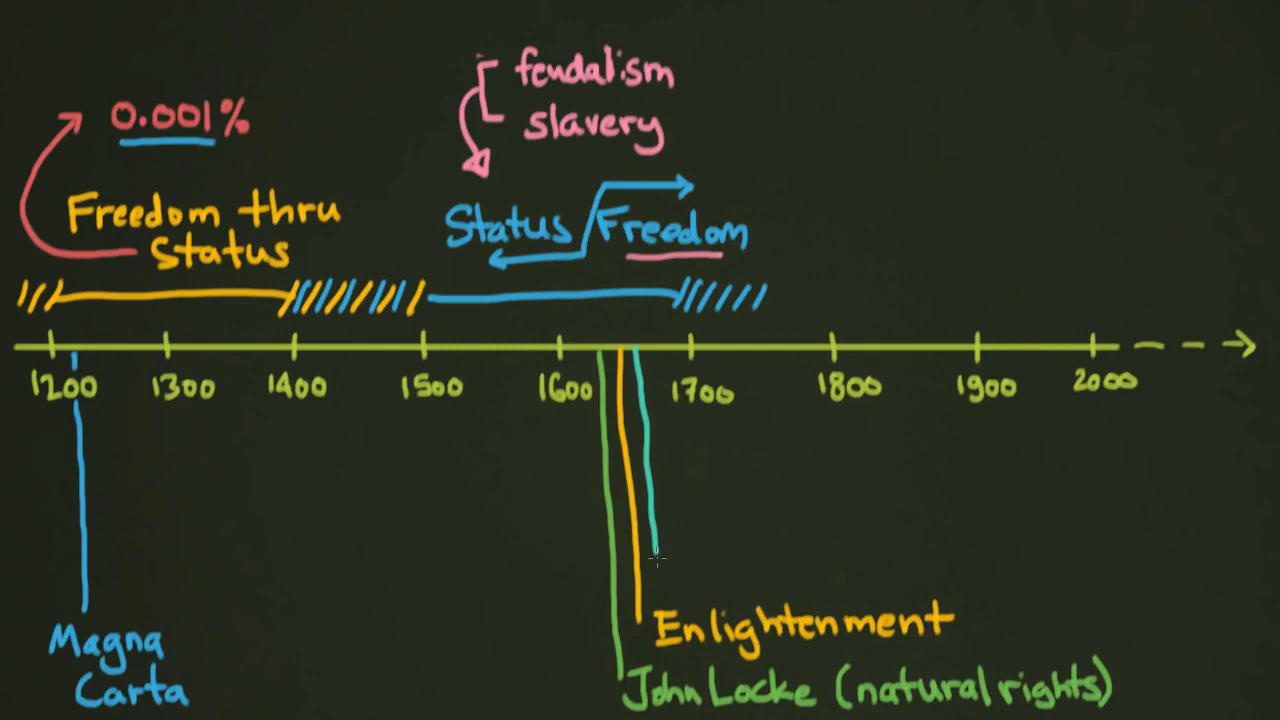 feudalism
slavery
0.001%
Freedom thru
Status
Status Freedom
1200 1300 1400 1500 1600 1700 1800 1900 2000
Enlightenment
Magna
Carta
John Locke (natural rights)